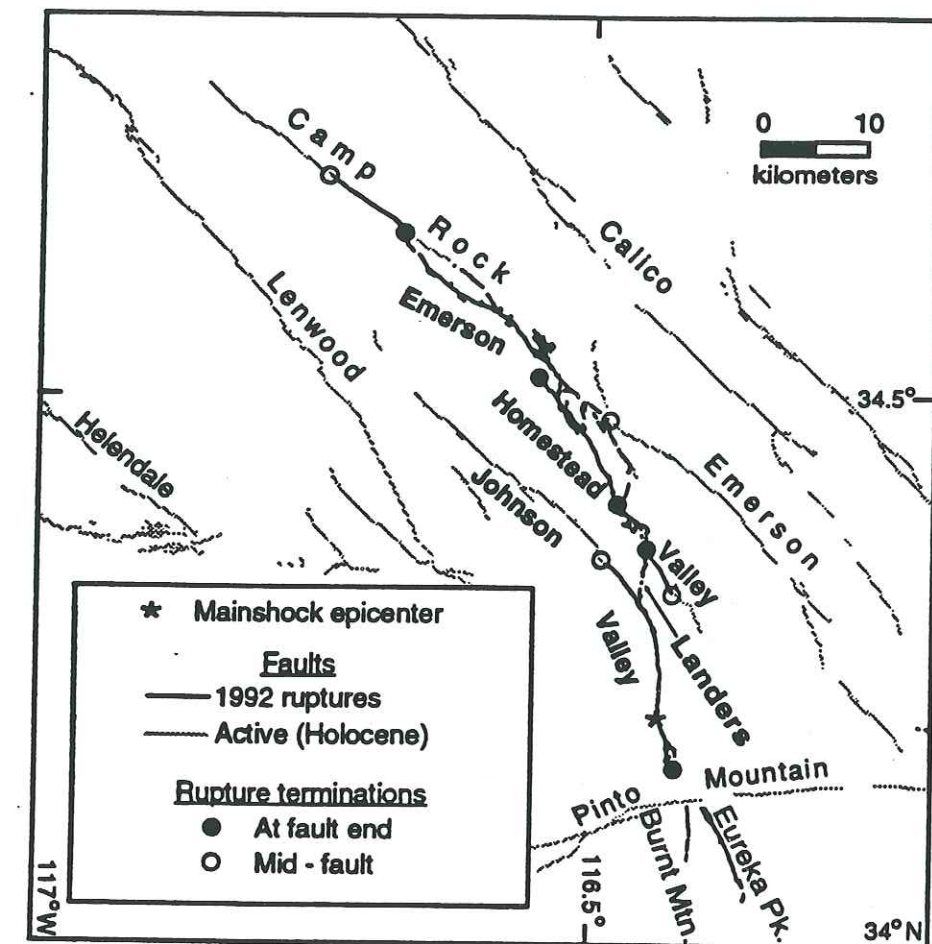 Camp
Rock
0 10
kilometers
Calico
Emerson
Lenwood
34.5°
Homestead
Helendale
Johnson
Emerson
Valley
Valley
Landers
Mainshock epicenter
Faults
1992 ruptures
Active (Holocene)
Rupture terminations
At fault end
Mid - fault
Mountain
Pinto
Burnt Mtn.
Eureka Pk.
117°W
116.5°
34°N